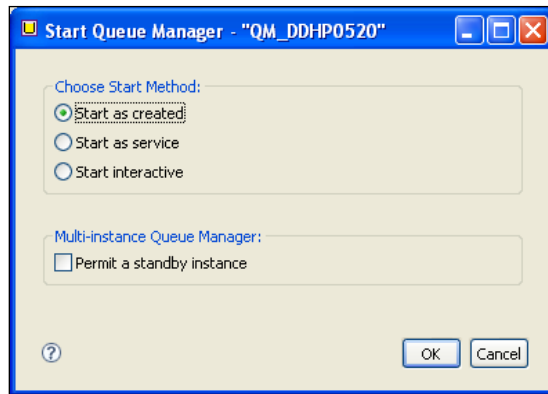 Start Queue Manager - "QM_DDHP0520"
Choose Start Method:
Start as created
Start as service
Start interactive
Multi-instance Queue Manager:
Permit a standby instance
?
OK Cancel